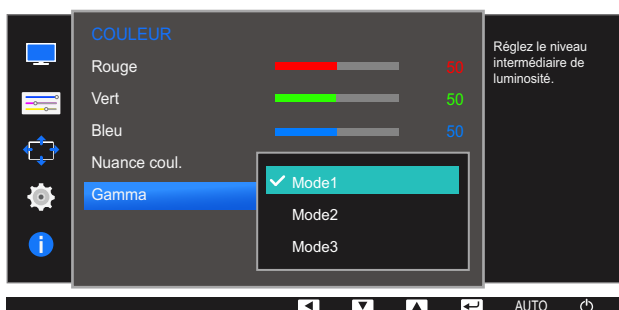 COULEUR
Rouge 50
Vert 50
Bleu 50
Nuance coul.
Gamma
Mode1
Mode2
Mode3
Réglez le niveau
intermédiaire de
luminosité.
AUTO